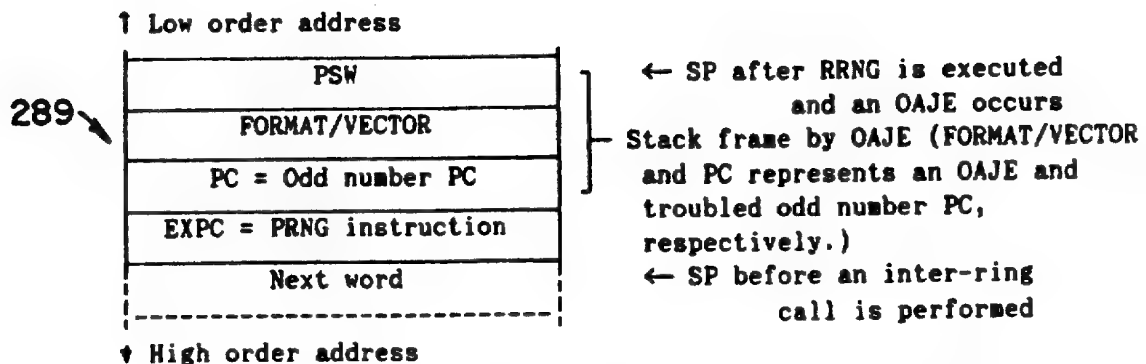 ↑ Low order address
PSW
← SP after RRNG is executed
and an OAJE occurs
289
FORMAT/VECTOR
Stack frame by OAJE (FORMAT/VECTOR
PC = Odd number PC
and PC represents an OAJE and
troubled odd number PC,
EXPC = PRNG instruction
respectively.)
Next word
← SP before an inter-ring
call is performed
↓ High order address